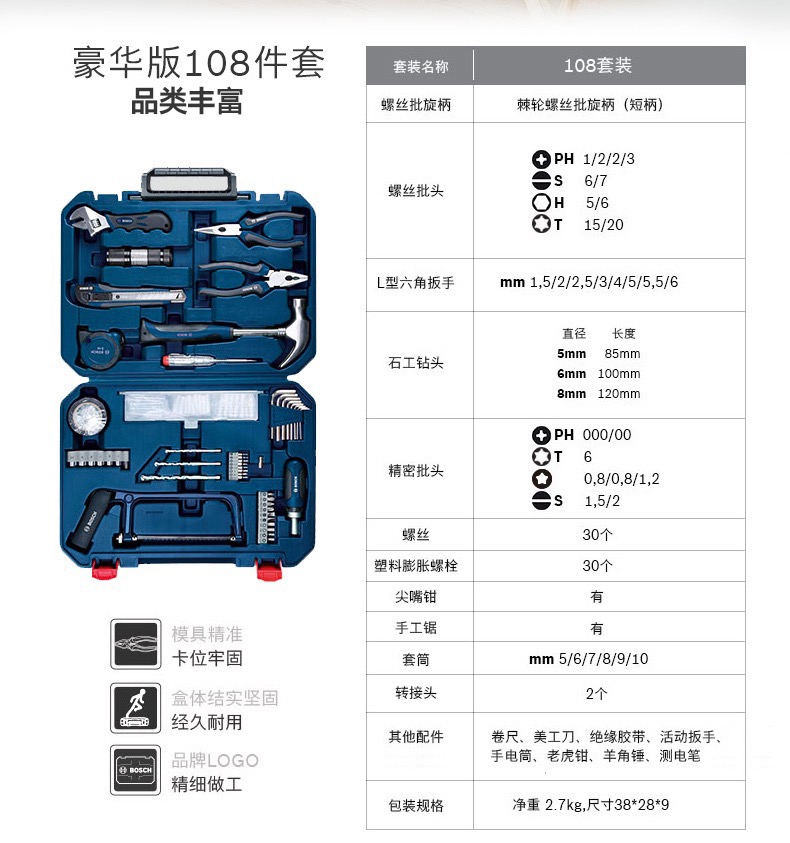 豪华版108件套
品类丰富
BOSCH
模具精准
卡位牢固
盒体结实坚固
经久耐用
BOSCH
品牌LOGO
精细做工
套装名称 108套装
螺丝批旋柄 棘轮螺丝批旋柄（短柄）
螺丝批头
PH 1/2/2/3
S 6/7
H 5/6
T 15/20
L型六角扳手 mm 1,5/2/2,5/3/4/5/5,5/6
石工钻头
直径 长度
5mm 85mm
6mm 100mm
8mm 120mm
精密批头
PH 000/00
T 6
0,8/0,8/1,2
S 1,5/2
螺丝 30个
塑料膨胀螺栓 30个
尖嘴钳 有
手工锯 有
套筒 mm 5/6/7/8/9/10
转接头 2个
其他配件
卷尺、美工刀、绝缘胶带、活动扳手、
手电筒、老虎钳、羊角锤、测电笔
包装规格 净重 2.7kg,尺寸38*28*9